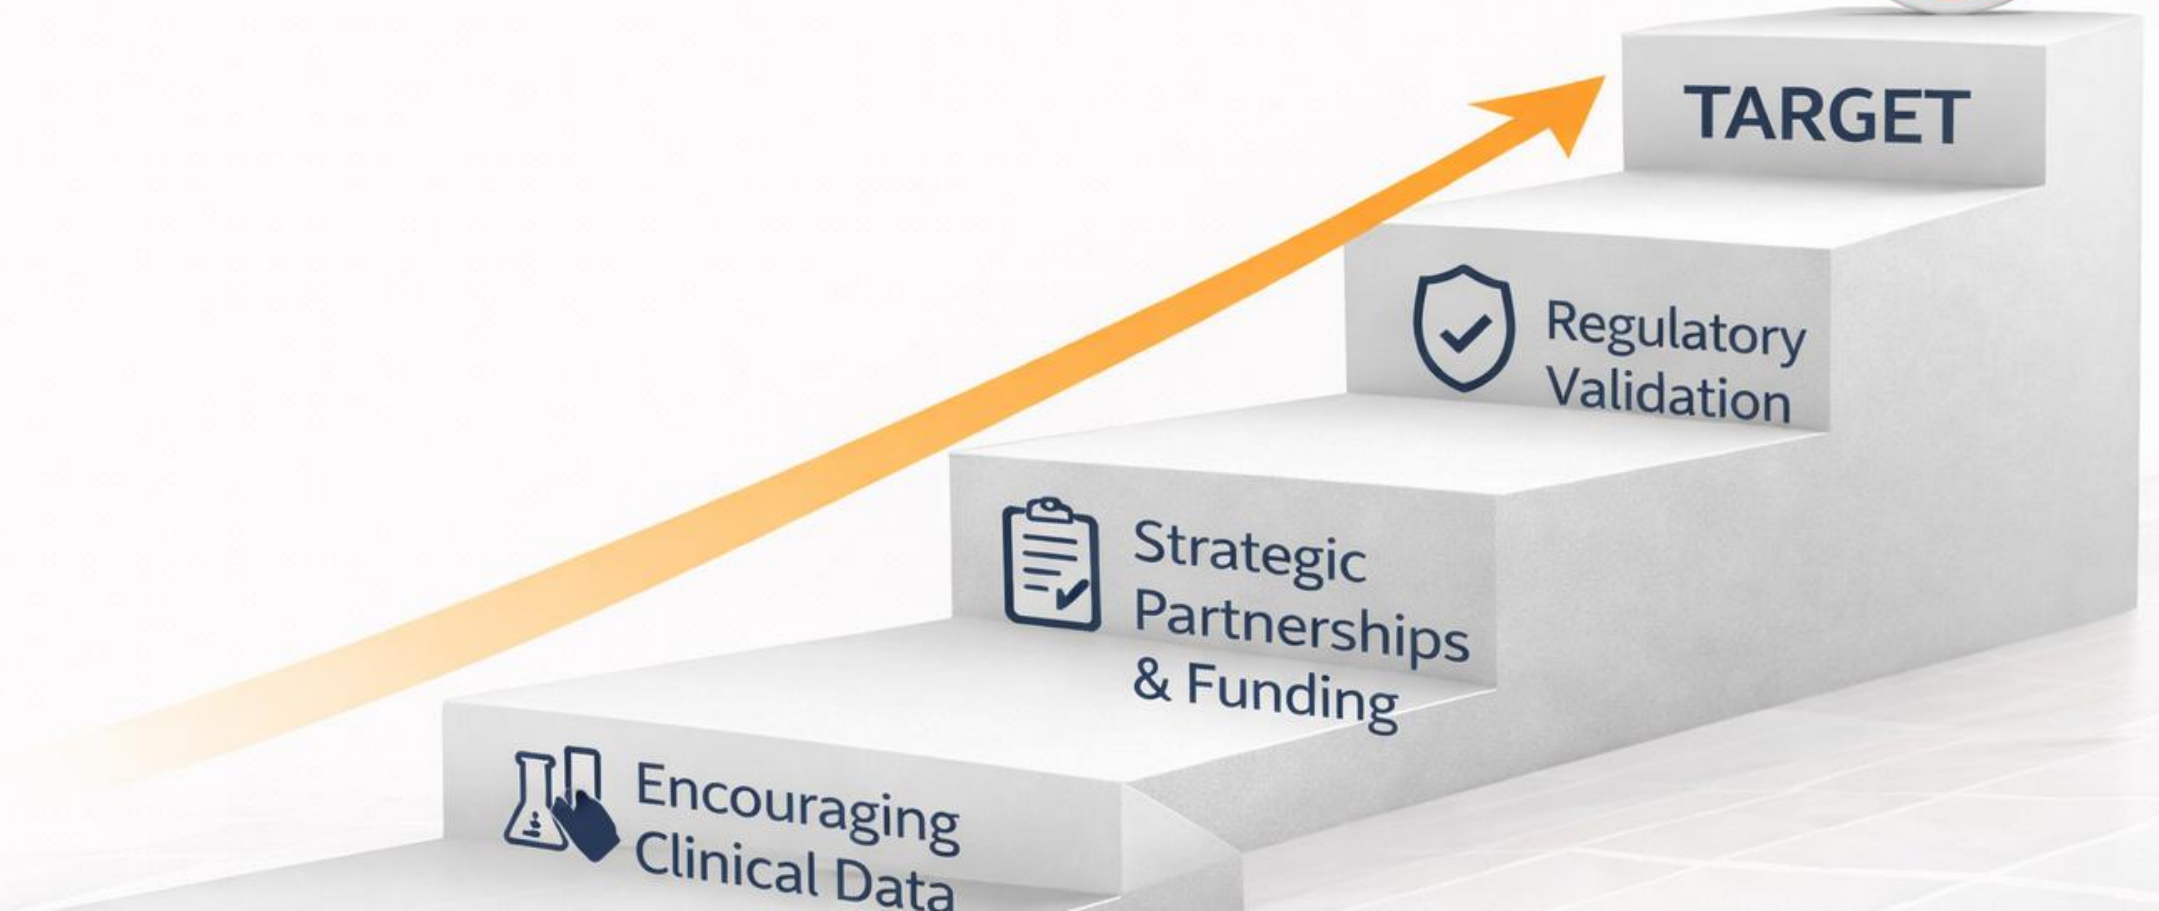 TARGET
Regulatory
Validation
Strategic
Partnerships
& Funding
Encouraging
Clinical Data